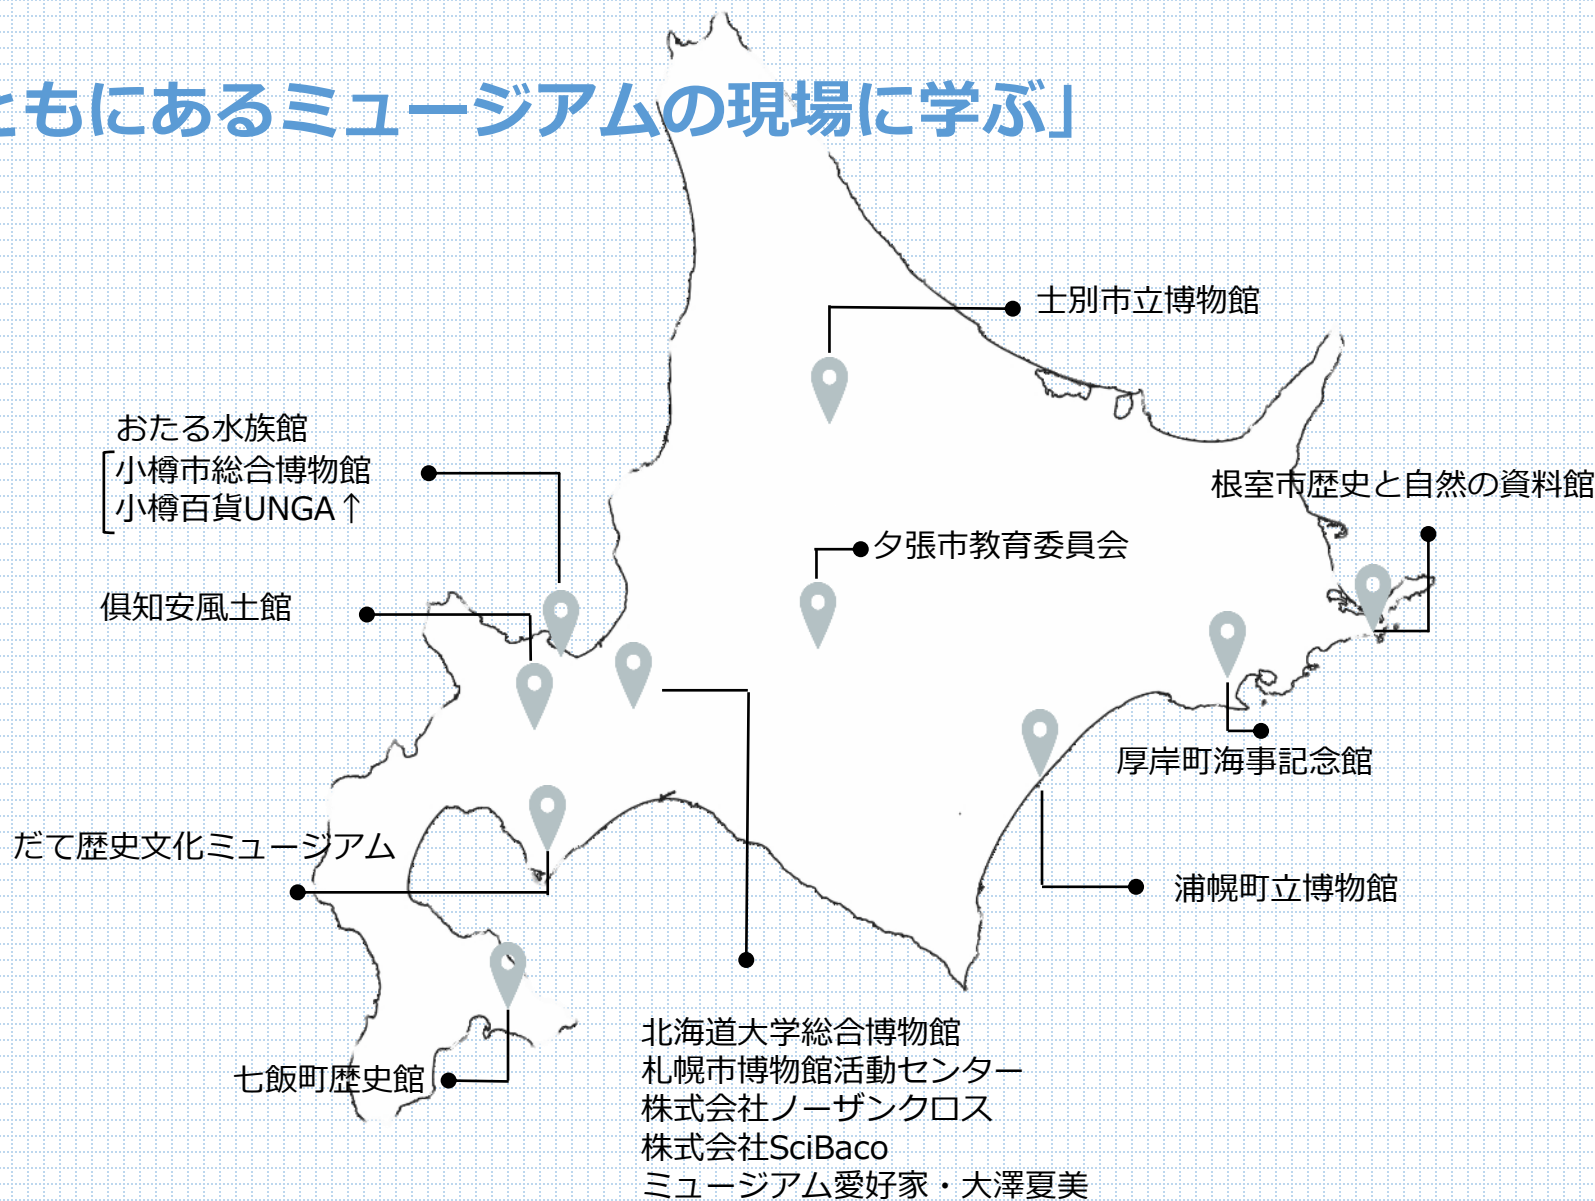 ともにあるミュージアムの現場に学ぶ」
士別市立博物館
おたる水族館
小樽市総合博物館
小樽百貨UNGA↑
根室市歴史と自然の資料館
夕張市教育委員会
倶知安風土館
厚岸町海事記念館
だて歴史文化ミュージアム
浦幌町立博物館
七飯町歴史館
北海道大学総合博物館
札幌市博物館活動センター
株式会社ノーザンクロス
株式会社SciBaco
ミュージアム愛好家・大澤夏美